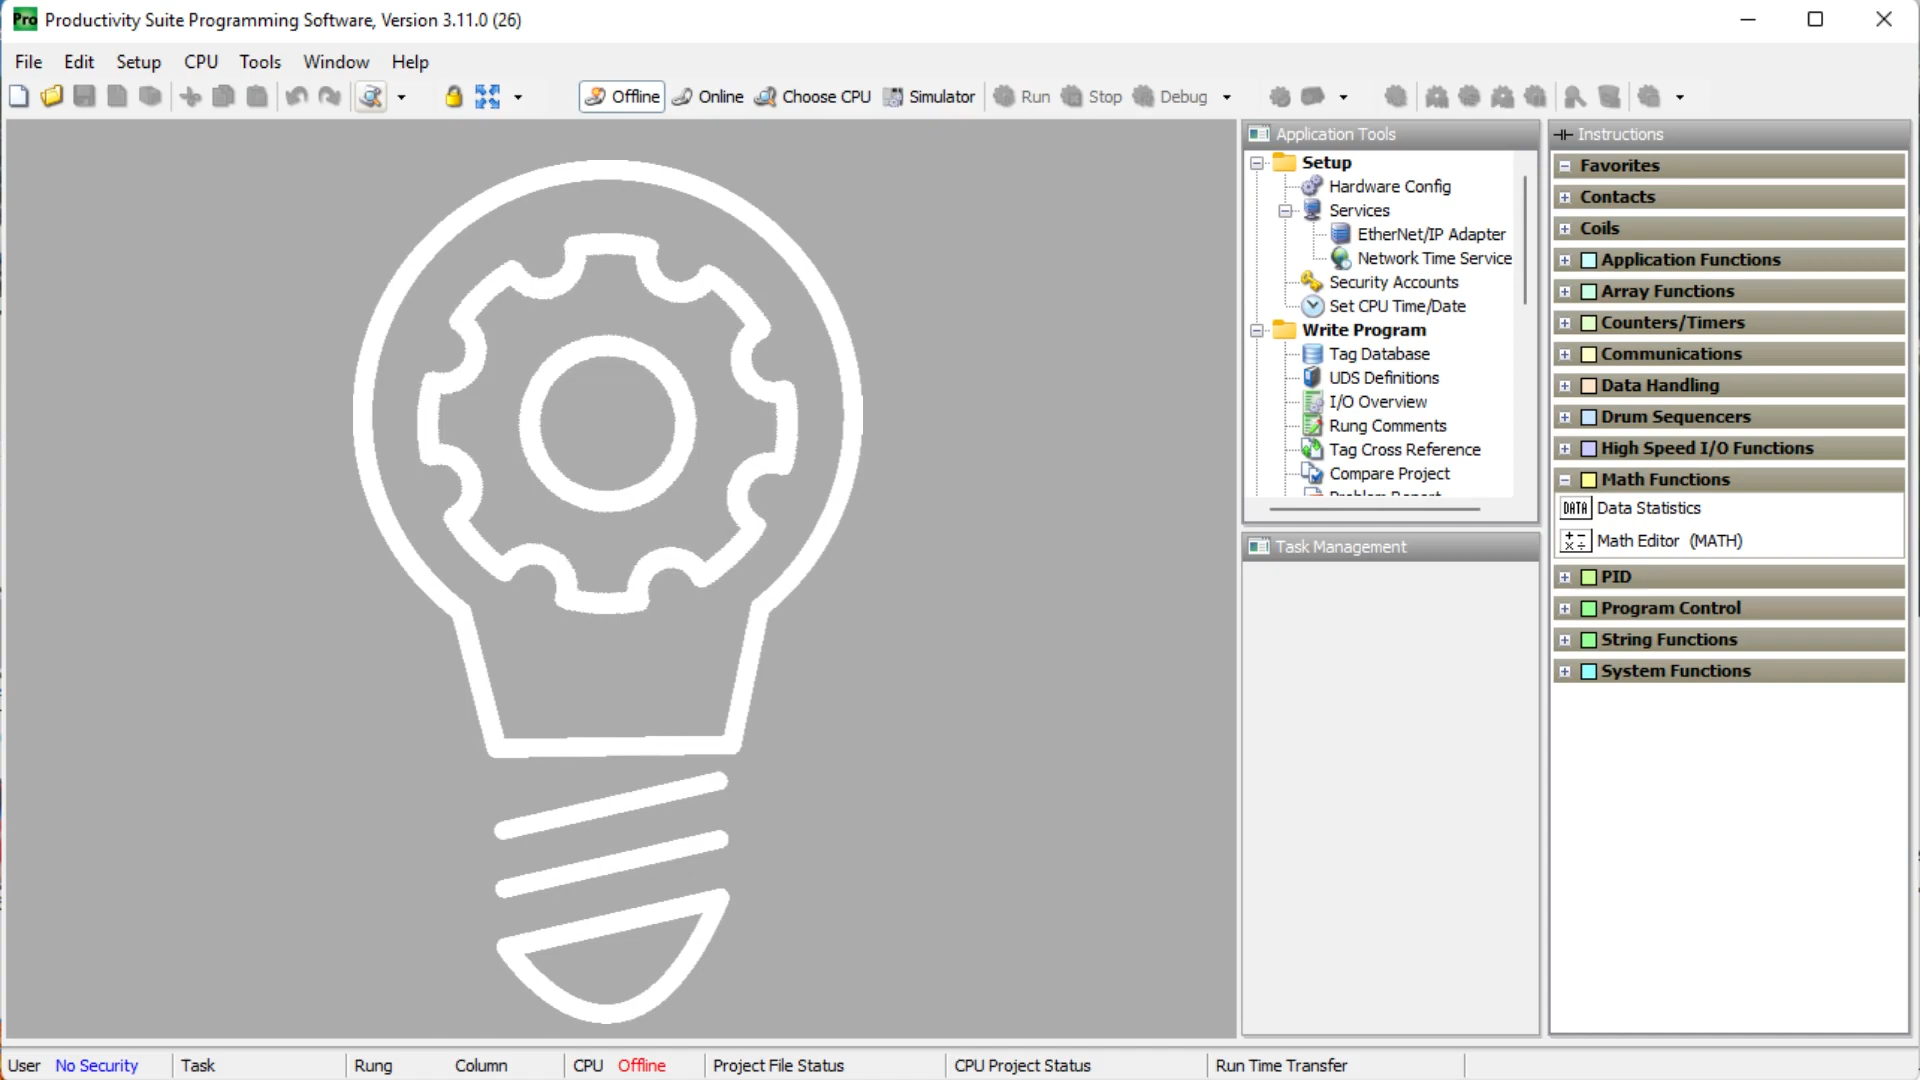 Pro Productivity Suite Programming Software, Version 3.11.0 (26)
File Edit Setup CPU Tools Window Help
Offline Online Choose CPU Simulator Run Stop Debug
Application Tools
Setup
Hardware Config
Services
EtherNet/IP Adapter
Network Time Service
Security Accounts
Set CPU Time/Date
Write Program
Tag Database
UDS Definitions
I/O Overview
Rung Comments
Tag Cross Reference
Compare Project
Problem Report
Task Management
Instructions
Favorites
Contacts
Coils
Application Functions
Array Functions
Counters/Timers
Communications
Data Handling
Drum Sequencers
High Speed I/O Functions
Math Functions
DATA Data Statistics
Math Editor (MATH)
PID
Program Control
String Functions
System Functions
User No Security Task Rung Column CPU Offline Project File Status CPU Project Status Run Time Transfer